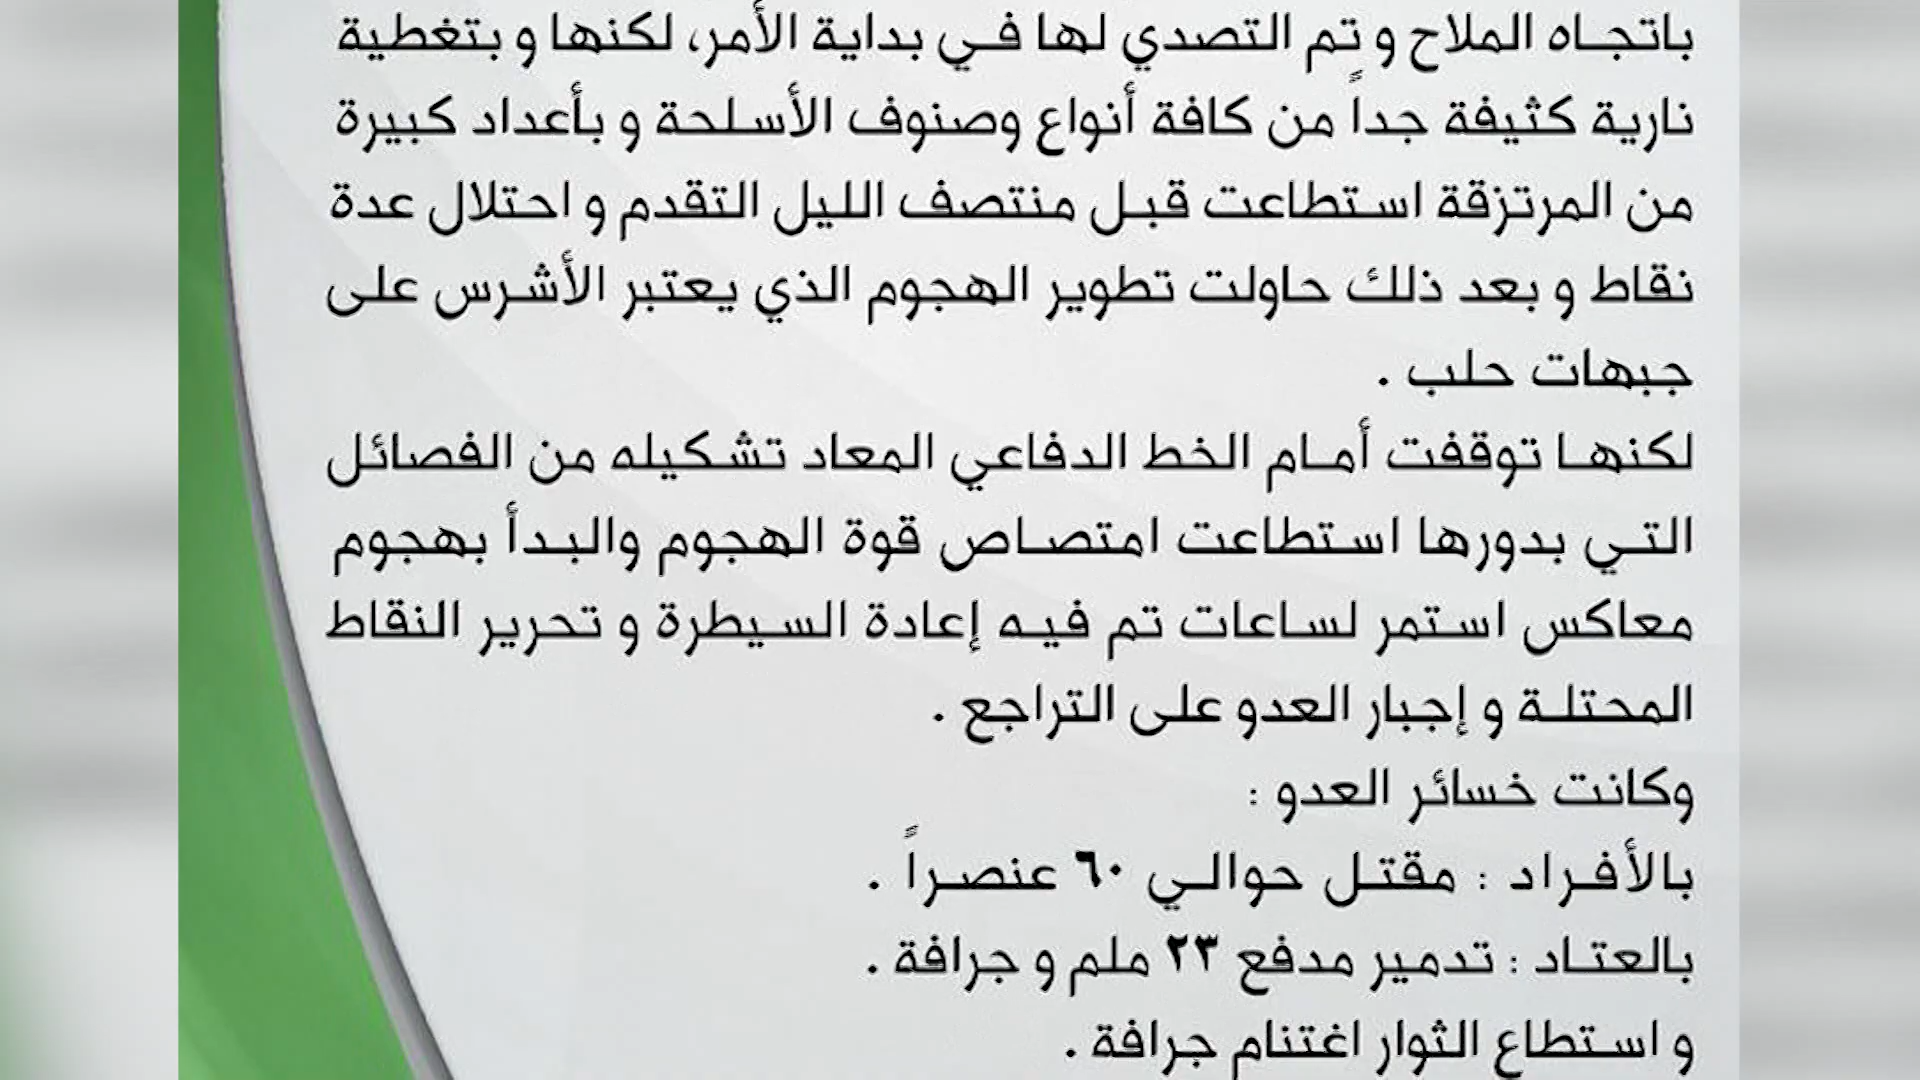 باتجاه الملاح و تم التصدي لها في بداية الأمر، لكنها و بتغطية
نارية كثيفة جداً من كافة أنواع وصنوف الأسلحة و بأعداد كبيرة
من المرتزقة استطاعت قبل منتصف الليل التقدم و احتلال عدة
نقاط و بعد ذلك حاولت تطوير الهجوم الذي يعتبر الأشرس على
جبهات حلب .
لكنها توقفت أمام الخط الدفاعي المعاد تشكيله من الفصائل
التي بدورها استطاعت امتصاص قوة الهجوم والبدأ بهجوم
معاكس استمر لساعات تم فيه إعادة السيطرة و تحرير النقاط
المحتلة و إجبار العدو على التراجع .
وكانت خسائر العدو :
بالأفراد : مقتل حوالي ٦٠ عنصراً .
بالعتاد : تدمير مدفع ٢٣ ملم و جرافة .
و استطاع الثوار اغتنام جرافة .